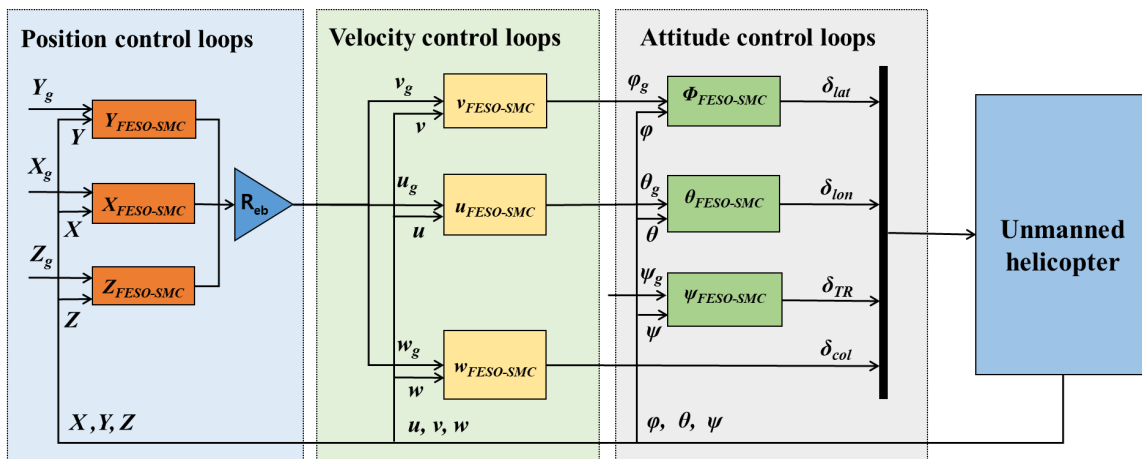 Position control loops
Y_g
Y
Y_FESO-SMC
X_g
X
X_FESO-SMC
Z_g
Z
Z_FESO-SMC
R_eb
X ,Y, Z
Velocity control loops
v_g
v
v_FESO-SMC
u_g
u
u_FESO-SMC
w_g
w
w_FESO-SMC
u, v, w
Attitude control loops
φ_g
φ
Φ_FESO-SMC
δ_lat
θ_g
θ
θ_FESO-SMC
δ_lon
ψ_g
ψ
ψ_FESO-SMC
δ_TR
δ_col
φ, θ, ψ
Unmanned
helicopter